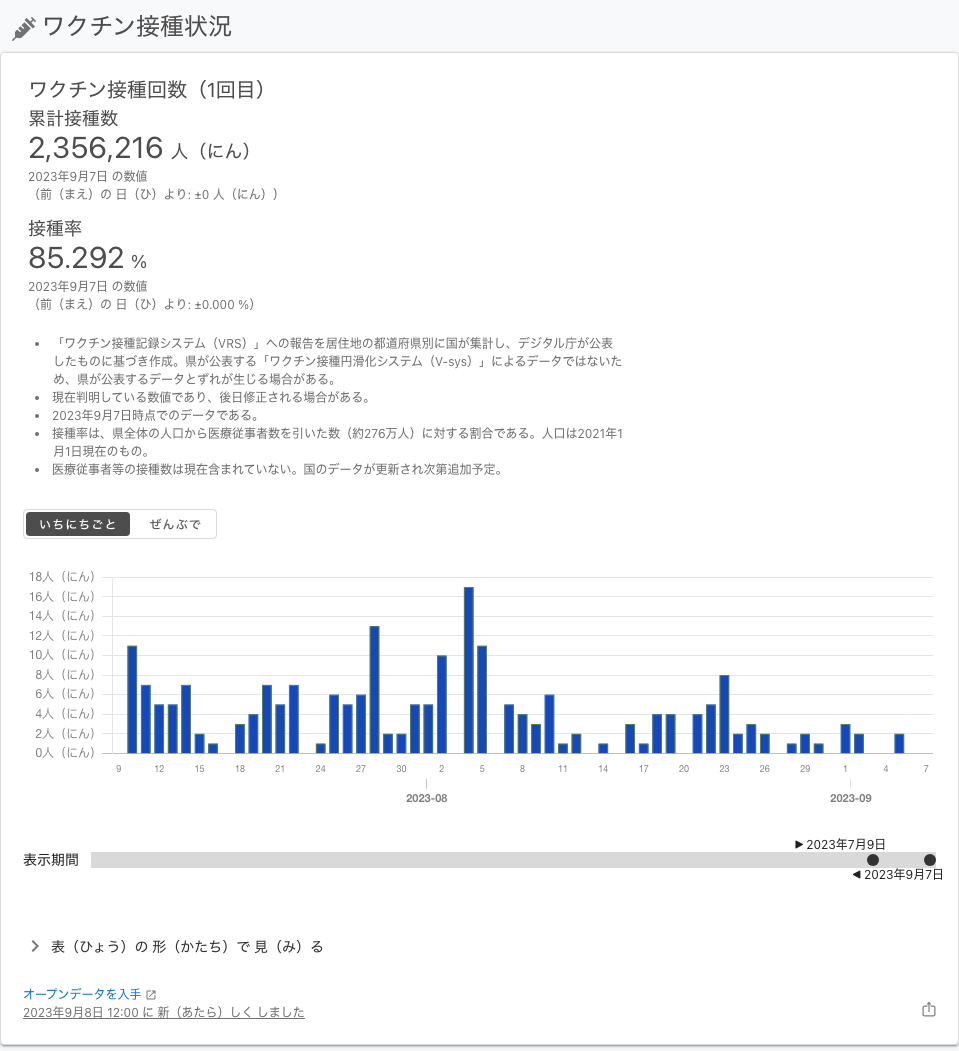 ワクチン接種状況
ワクチン接種回数（1回目）
累計接種数
2,356,216 人（にん）
2023年9月7日 の数値
（前（まえ）の 日（ひ）より: ±0 人（にん））
接種率
85.292 %
2023年9月7日 の数値
（前（まえ）の 日（ひ）より: ±0.000 %）
• 「ワクチン接種記録システム（VRS）」への報告を居住地の都道府県別に国が集計し、デジタル庁が公表
したものに基づき作成。県が公表する「ワクチン接種円滑化システム（V-sys）」によるデータではないた
め、県が公表するデータとずれが生じる場合がある。
• 現在判明している数値であり、後日修正される場合がある。
• 2023年9月7日時点でのデータである。
• 接種率は、県全体の人口から医療従事者数を引いた数（約276万人）に対する割合である。人口は2021年1
月1日現在のもの。
• 医療従事者等の接種数は現在含まれていない。国のデータが更新され次第追加予定。
いちにちごと ぜんぶで
18人（にん）
16人（にん）
14人（にん）
12人（にん）
10人（にん）
8人（にん）
6人（にん）
4人（にん）
2人（にん）
0人（にん）
9 12 15 18 21 24 27 30 2 5 8 11 14 17 20 23 26 29 1 4 7
2023-08 2023-09
▶ 2023年7月9日
表示期間
◀ 2023年9月7日
表（ひょう）の 形（かたち）で 見（み）る
オープンデータを入手
2023年9月8日 12:00 に 新（あたら）しく しました